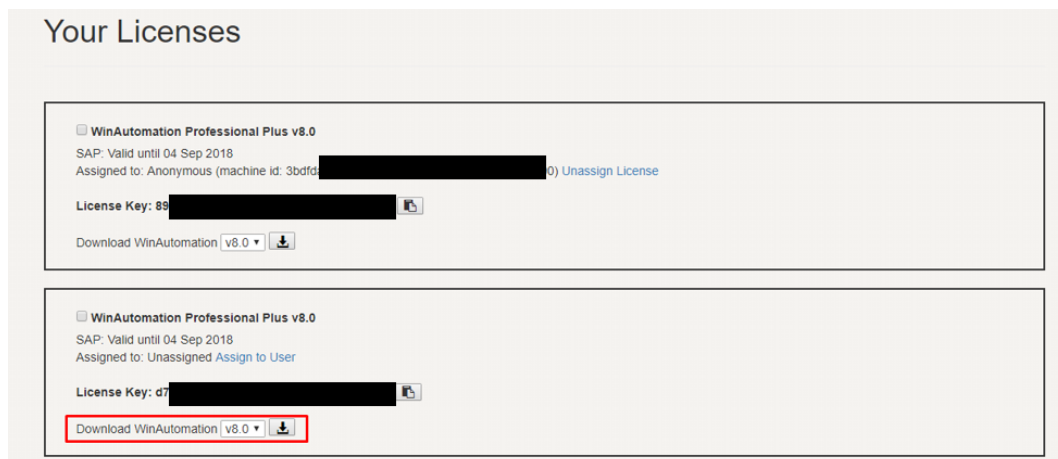 Your Licenses
WinAutomation Professional Plus v8.0
SAP: Valid until 04 Sep 2018
Assigned to: Anonymous (machine id: 3bdfda 0) Unassign License
License Key: 89
Download WinAutomation v8.0
WinAutomation Professional Plus v8.0
SAP: Valid until 04 Sep 2018
Assigned to: Unassigned Assign to User
License Key: d7
Download WinAutomation v8.0